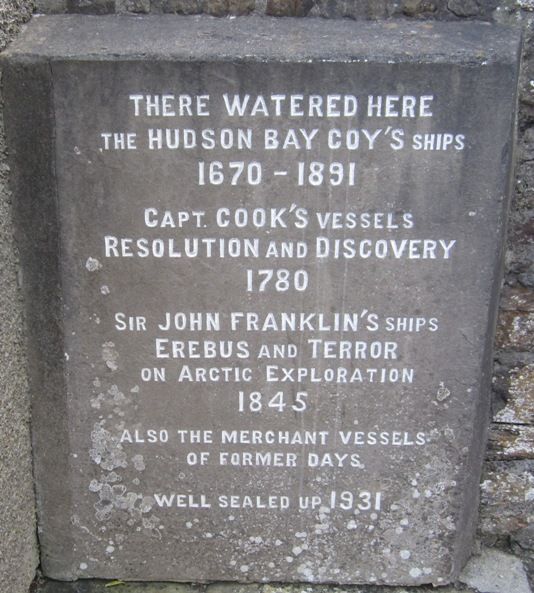 THERE WATERED HERE
THE HUDSON BAY COY'S SHIPS
1670 - 1891
CAPT. COOK'S VESSELS
RESOLUTION AND DISCOVERY
1780
SIR JOHN FRANKLIN'S SHIPS
EREBUS AND TERROR
ON ARCTIC EXPLORATION
1845
ALSO THE MERCHANT VESSELS
OF FORMER DAYS
WELL SEALED UP 1931